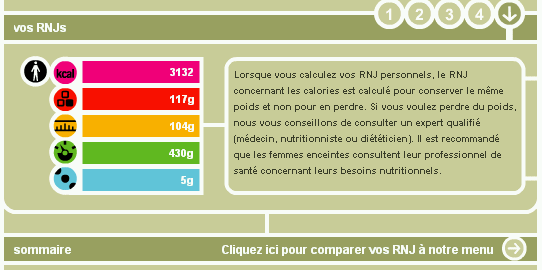 1 2 3 4
vos RNJs
kcal 3132
117g
104g
430g
5g
Lorsque vous calculez vos RNJ personnels, le RNJ
concernant les calories est calculé pour conserver le même
poids et non pour en perdre. Si vous voulez perdre du poids,
nous vous conseillons de consulter un expert qualifié
(médecin, nutritionniste ou diététicien). Il est recommandé
que les femmes enceintes consultent leur professionnel de
santé concernant leurs besoins nutritionnels.
sommaire Cliquez ici pour comparer vos RNJ à notre menu